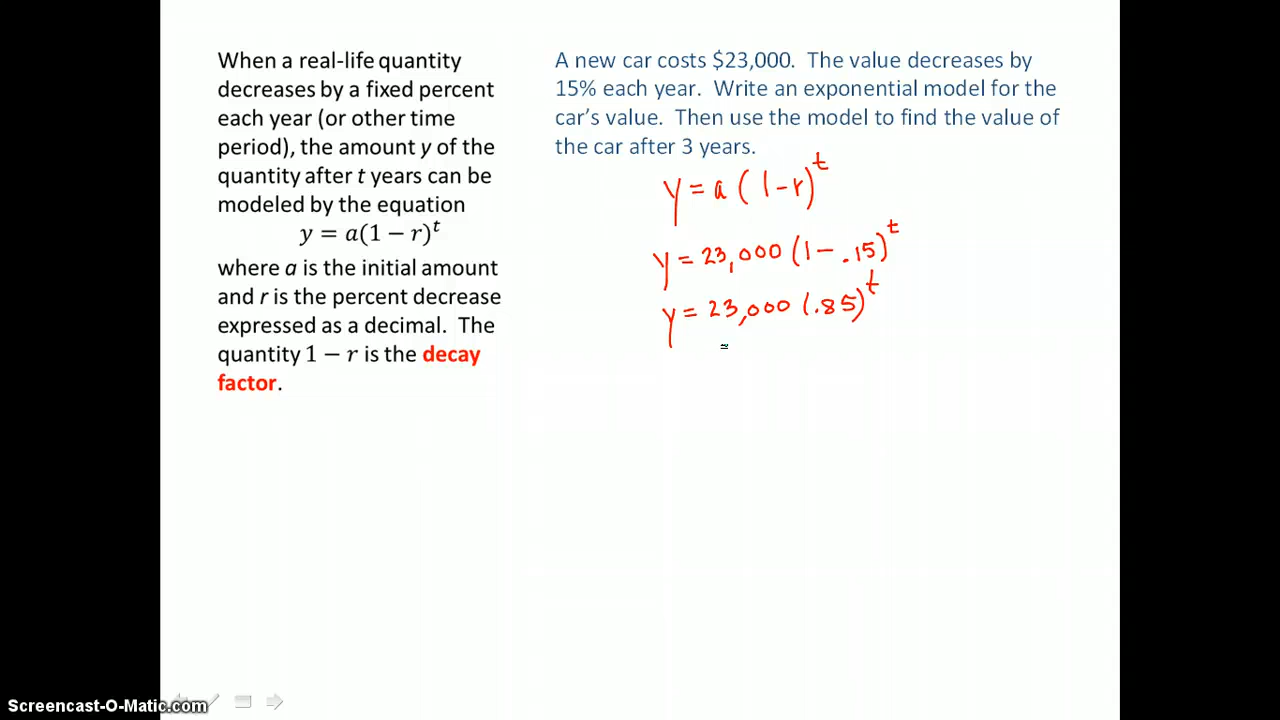 When a real-life quantity
decreases by a fixed percent
each year (or other time
period), the amount y of the
quantity after t years can be
modeled by the equation
y = a(1 − r)^t
where a is the initial amount
and r is the percent decrease
expressed as a decimal. The
quantity 1 − r is the decay
factor.
A new car costs $23,000. The value decreases by
15% each year. Write an exponential model for the
car’s value. Then use the model to find the value of
the car after 3 years.
y = a (1-r)^t
y = 23,000 (1 - .15)^t
y = 23,000 (.85)^t
Screencast-O-Matic.com